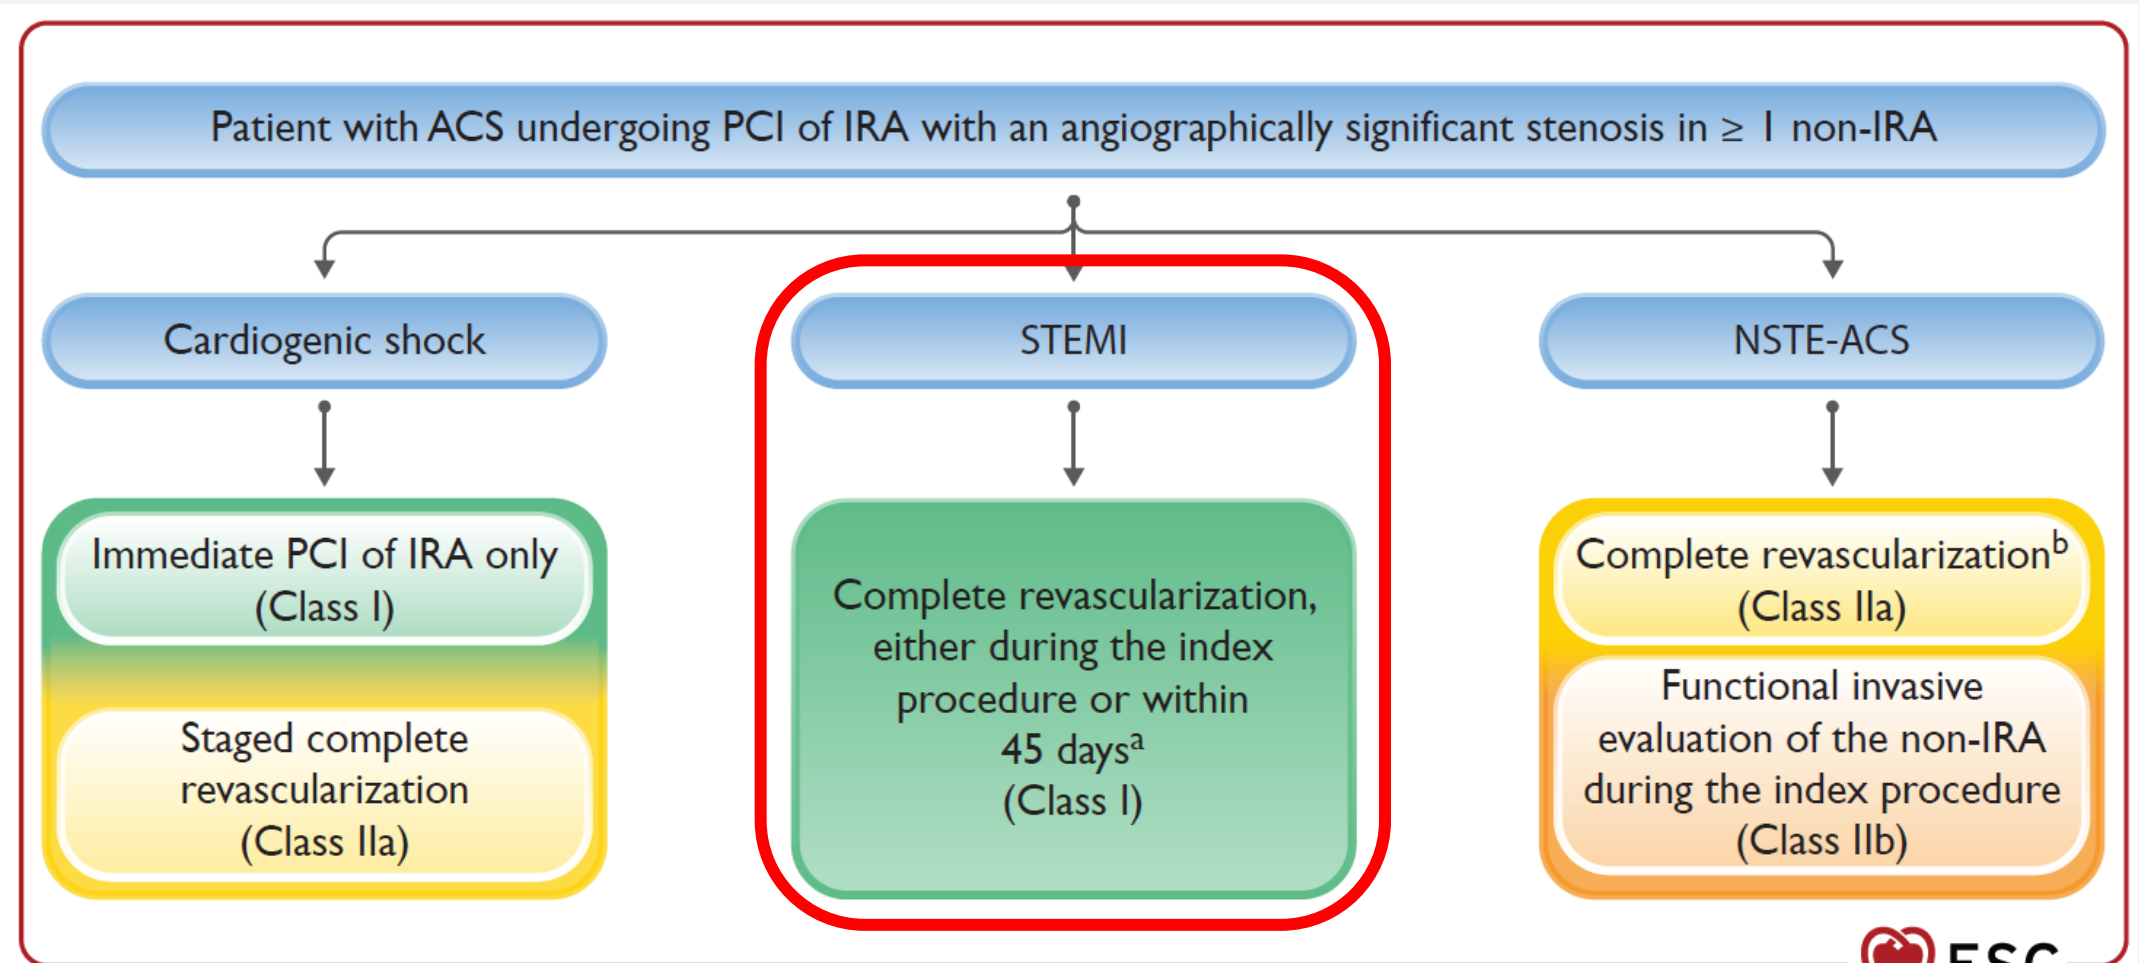 Patient with ACS undergoing PCI of IRA with an angiographically significant stenosis in ≥ 1 non-IRA
Cardiogenic shock
STEMI
NSTE-ACS
Immediate PCI of IRA only
(Class I)
Staged complete
revascularization
(Class IIa)
Complete revascularization,
either during the index
procedure or within
45 daysᵃ
(Class I)
Complete revascularizationᵇ
(Class IIa)
Functional invasive
evaluation of the non-IRA
during the index procedure
(Class IIb)
ESC